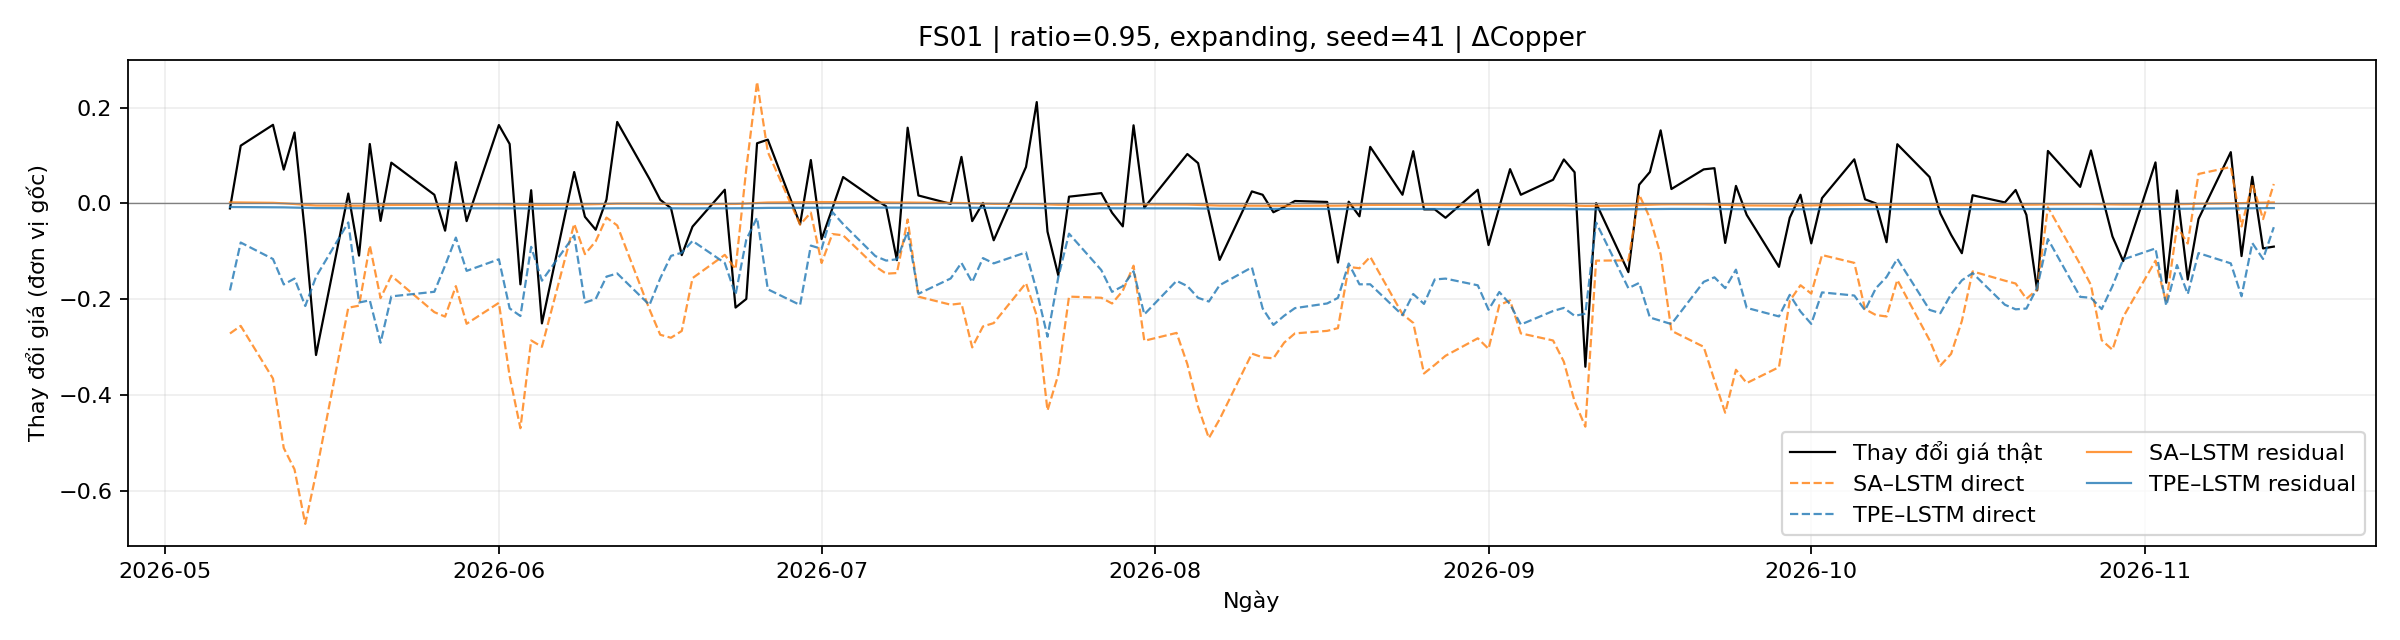 FS01 | ratio=0.95, expanding, seed=41 | ΔCopper
Thay đổi giá (đơn vị gốc)
0.2
0.0
−0.2
−0.4
−0.6
Thay đổi giá thật
SA–LSTM direct
TPE–LSTM direct
SA–LSTM residual
TPE–LSTM residual
2026-05
2026-06
2026-07
2026-08
2026-09
2026-10
2026-11
Ngày